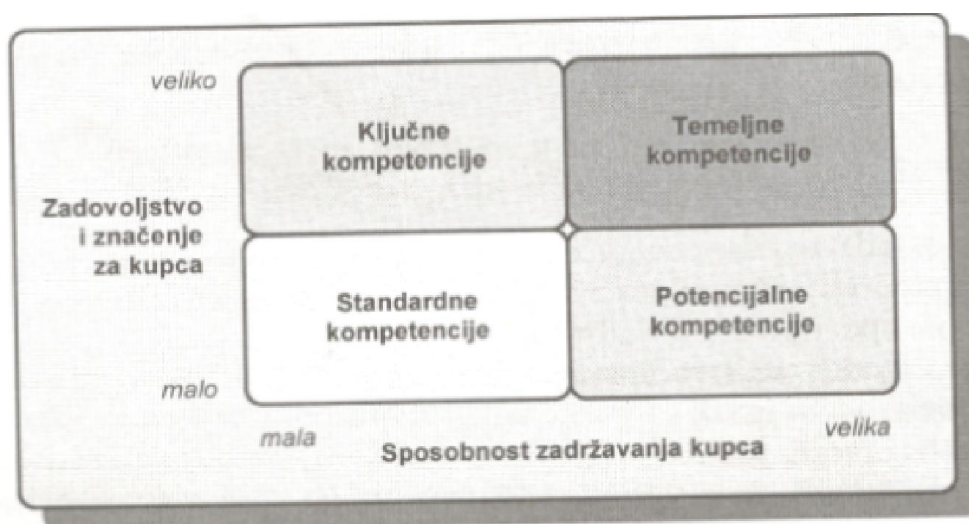 veliko
Ključne
kompetencije
Temeljne
kompetencije
Zadovoljstvo
i značenje
za kupca
Standardne
kompetencije
Potencijalne
kompetencije
malo
mala
Sposobnost zadržavanja kupca
velika